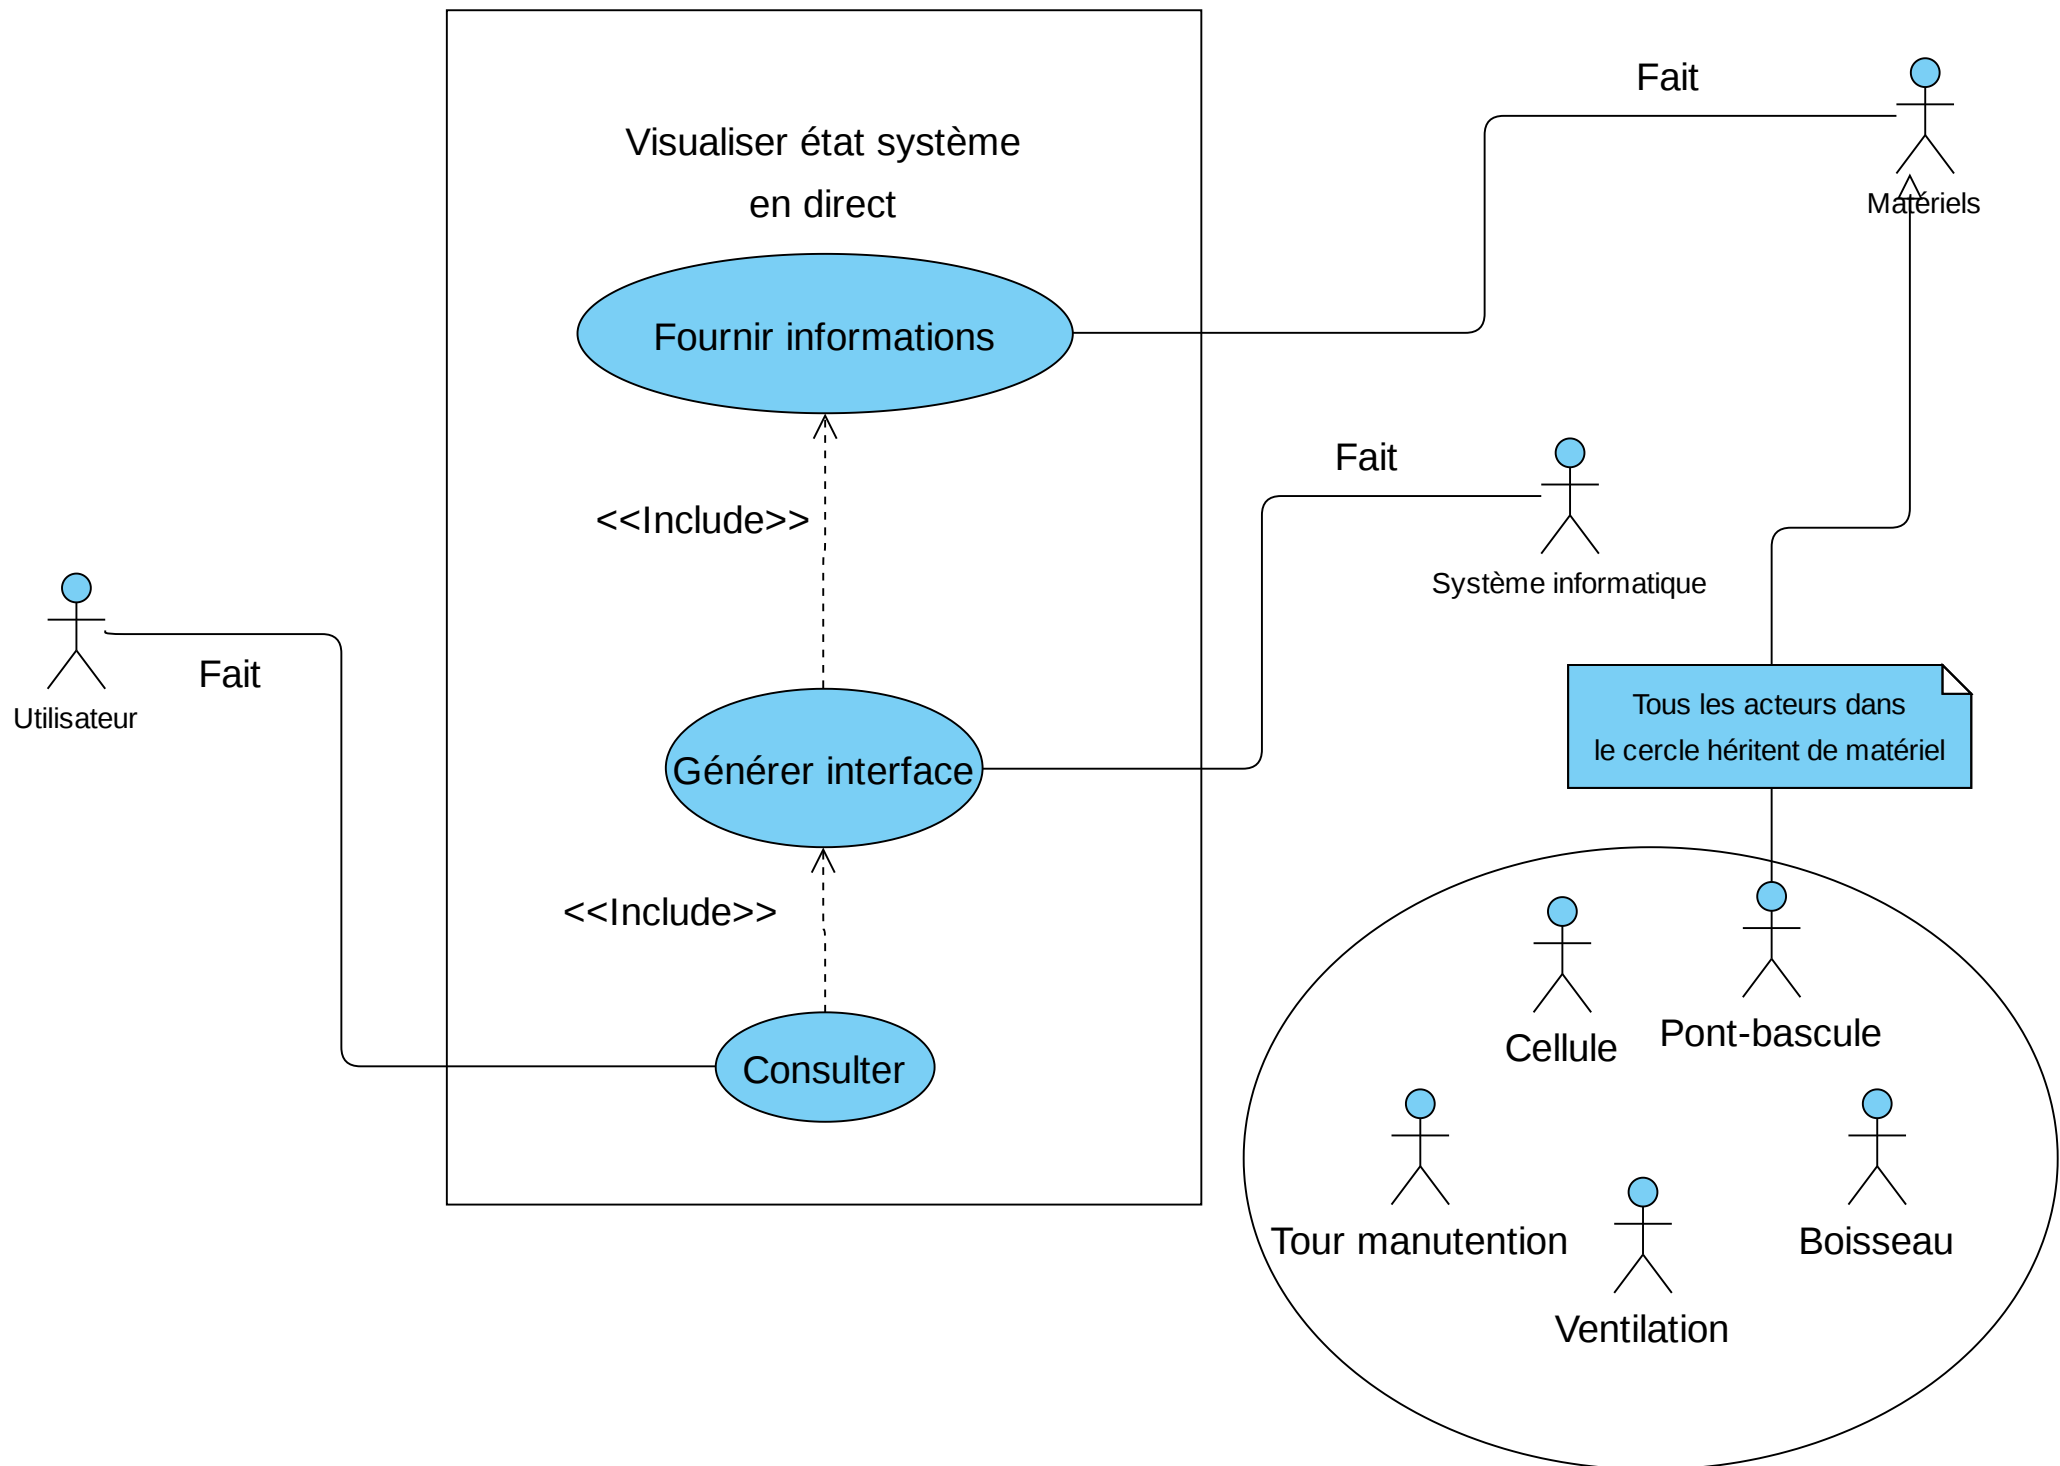 Visualiser état système
en direct
Fait
Matériels
Fournir informations
<<Include>>
Fait
Système informatique
Utilisateur
Fait
Générer interface
Tous les acteurs dans
le cercle héritent de matériel
<<Include>>
Consulter
Cellule
Pont-bascule
Tour manutention
Boisseau
Ventilation